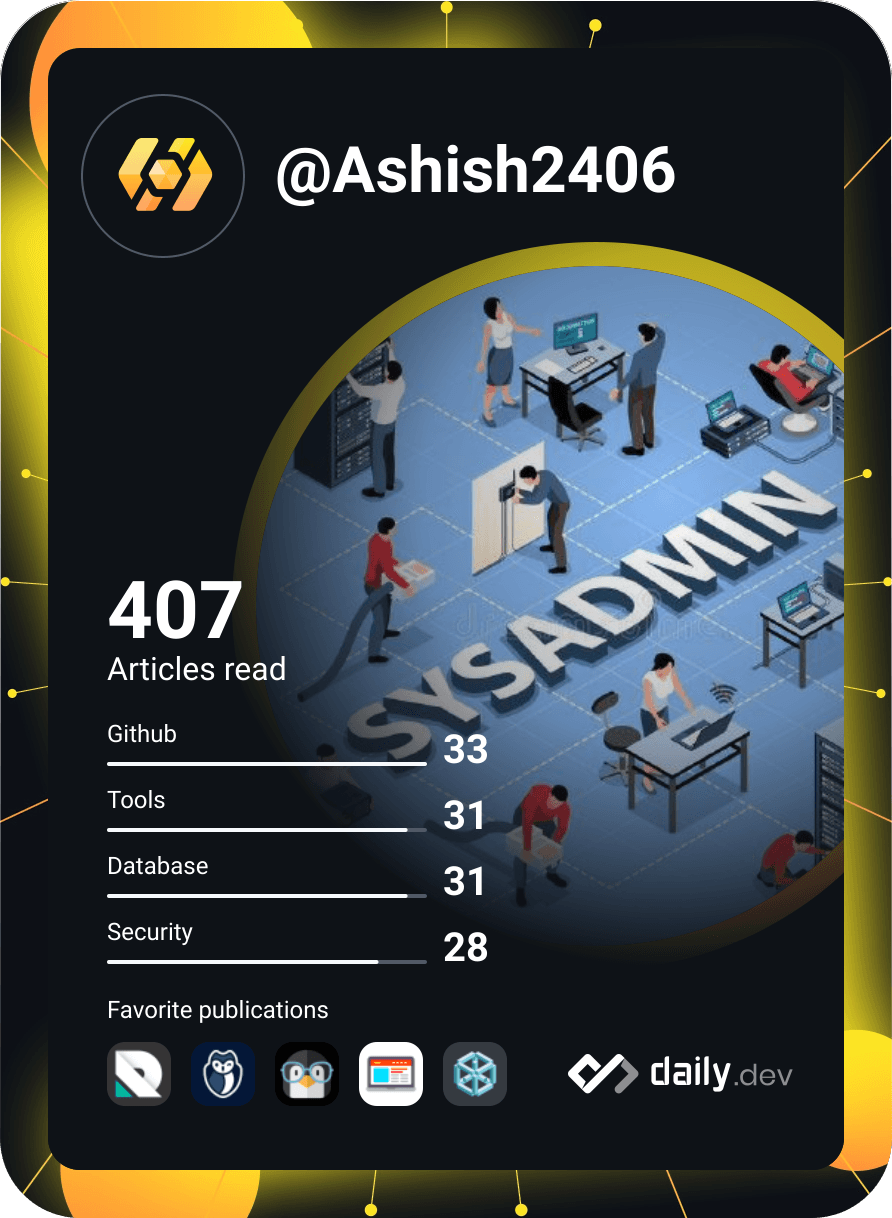 @Ashish2406
SYSADMIN
407
Articles read
Github
33
Tools
31
Database
31
Security
28
Favorite publications
daily.dev